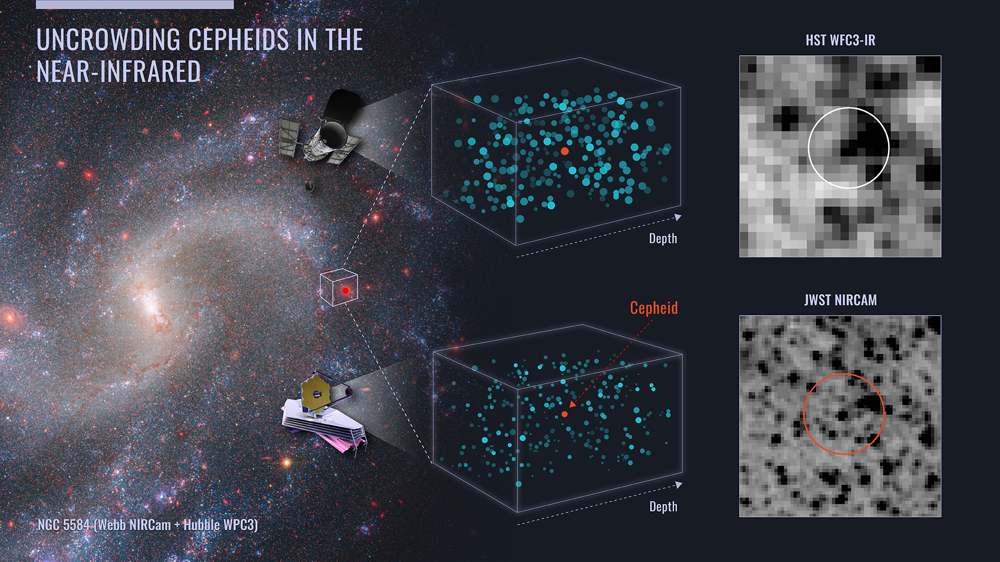 UNCROWDING CEPHEIDS IN THE
NEAR-INFRARED
HST WFC3-IR
Depth
JWST NIRCAM
Cepheid
Depth
NGC 5584 (Webb NIRCam + Hubble WPC3)